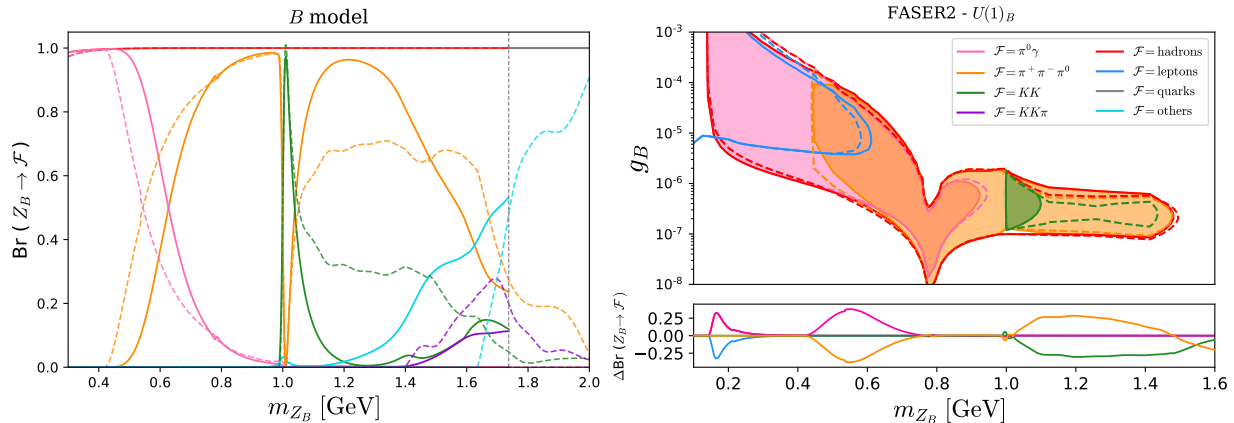 B model
Br ( Z_B → 𝓕 )
1.0
0.8
0.6
0.4
0.2
0.0
0.4 0.6 0.8 1.0 1.2 1.4 1.6 1.8 2.0
m_{Z_B} [GeV]
FASER2 - U(1)_B
g_B
10^{-3}
10^{-4}
10^{-5}
10^{-6}
10^{-7}
10^{-8}
𝓕 = π^0γ
𝓕 = π^+π^-π^0
𝓕 = KK
𝓕 = KKπ
𝓕 = hadrons
𝓕 = leptons
𝓕 = quarks
𝓕 = others
ΔBr (Z_B → 𝓕)
0.25
0.00
−0.25
0.2 0.4 0.6 0.8 1.0 1.2 1.4 1.6
m_{Z_B} [GeV]